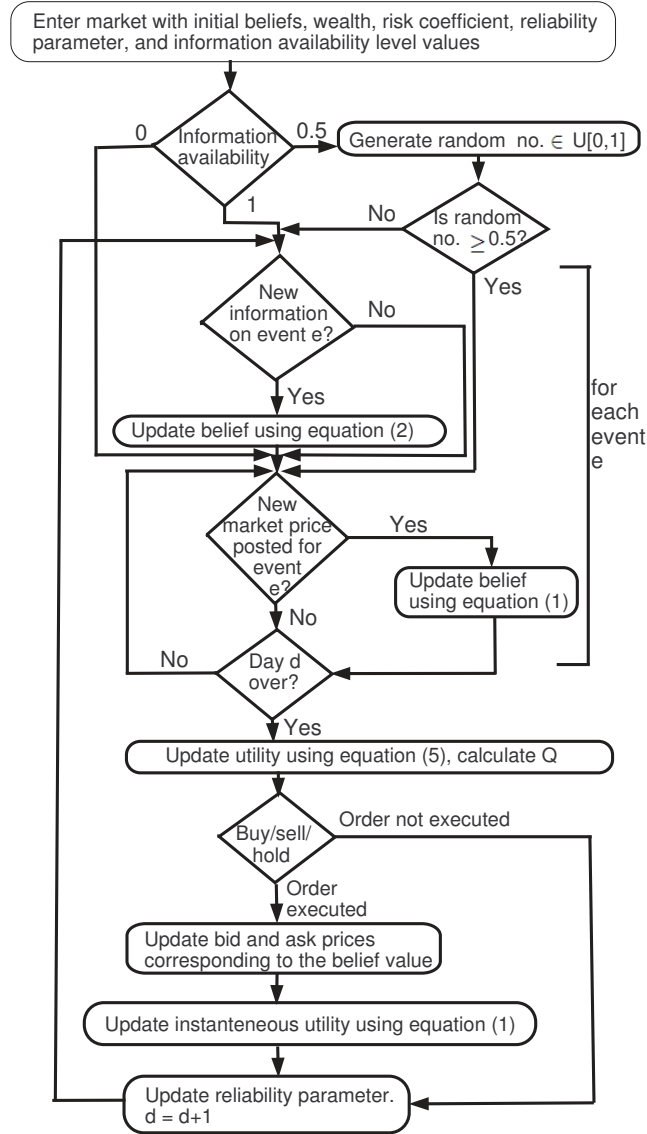 Enter market with initial beliefs, wealth, risk coefficient, reliability
parameter, and information availability level values
0
Information
availability
0.5
Generate random no. ∈ U[0,1]
1
No
Is random
no. ≥0.5?
Yes
New
information
on event e?
No
Yes
for
each
event
e
Update belief using equation (2)
New
market price
posted for
event
e?
Yes
Update belief
using equation (1)
No
No
Day d
over?
Yes
Update utility using equation (5), calculate Q
Buy/sell/
hold
Order not executed
Order
executed
Update bid and ask prices
corresponding to the belief value
Update instanteneous utility using equation (1)
Update reliability parameter.
d = d+1